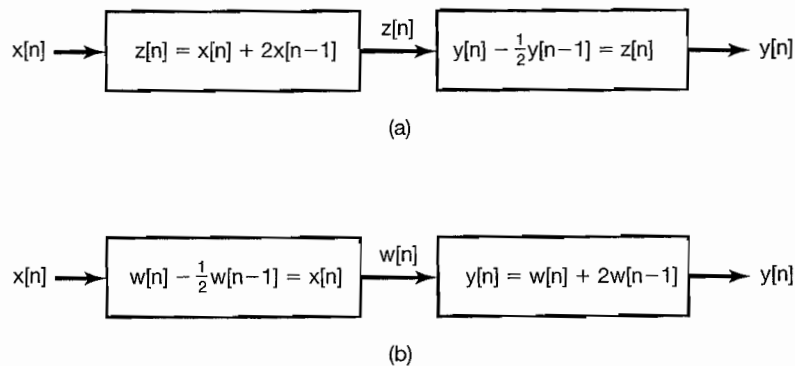 x[n] z[n] = x[n] + 2x[n−1] z[n] y[n] − ½y[n−1] = z[n] y[n]
(a)
x[n] w[n] − ½w[n−1] = x[n] w[n] y[n] = w[n] + 2w[n−1] y[n]
(b)